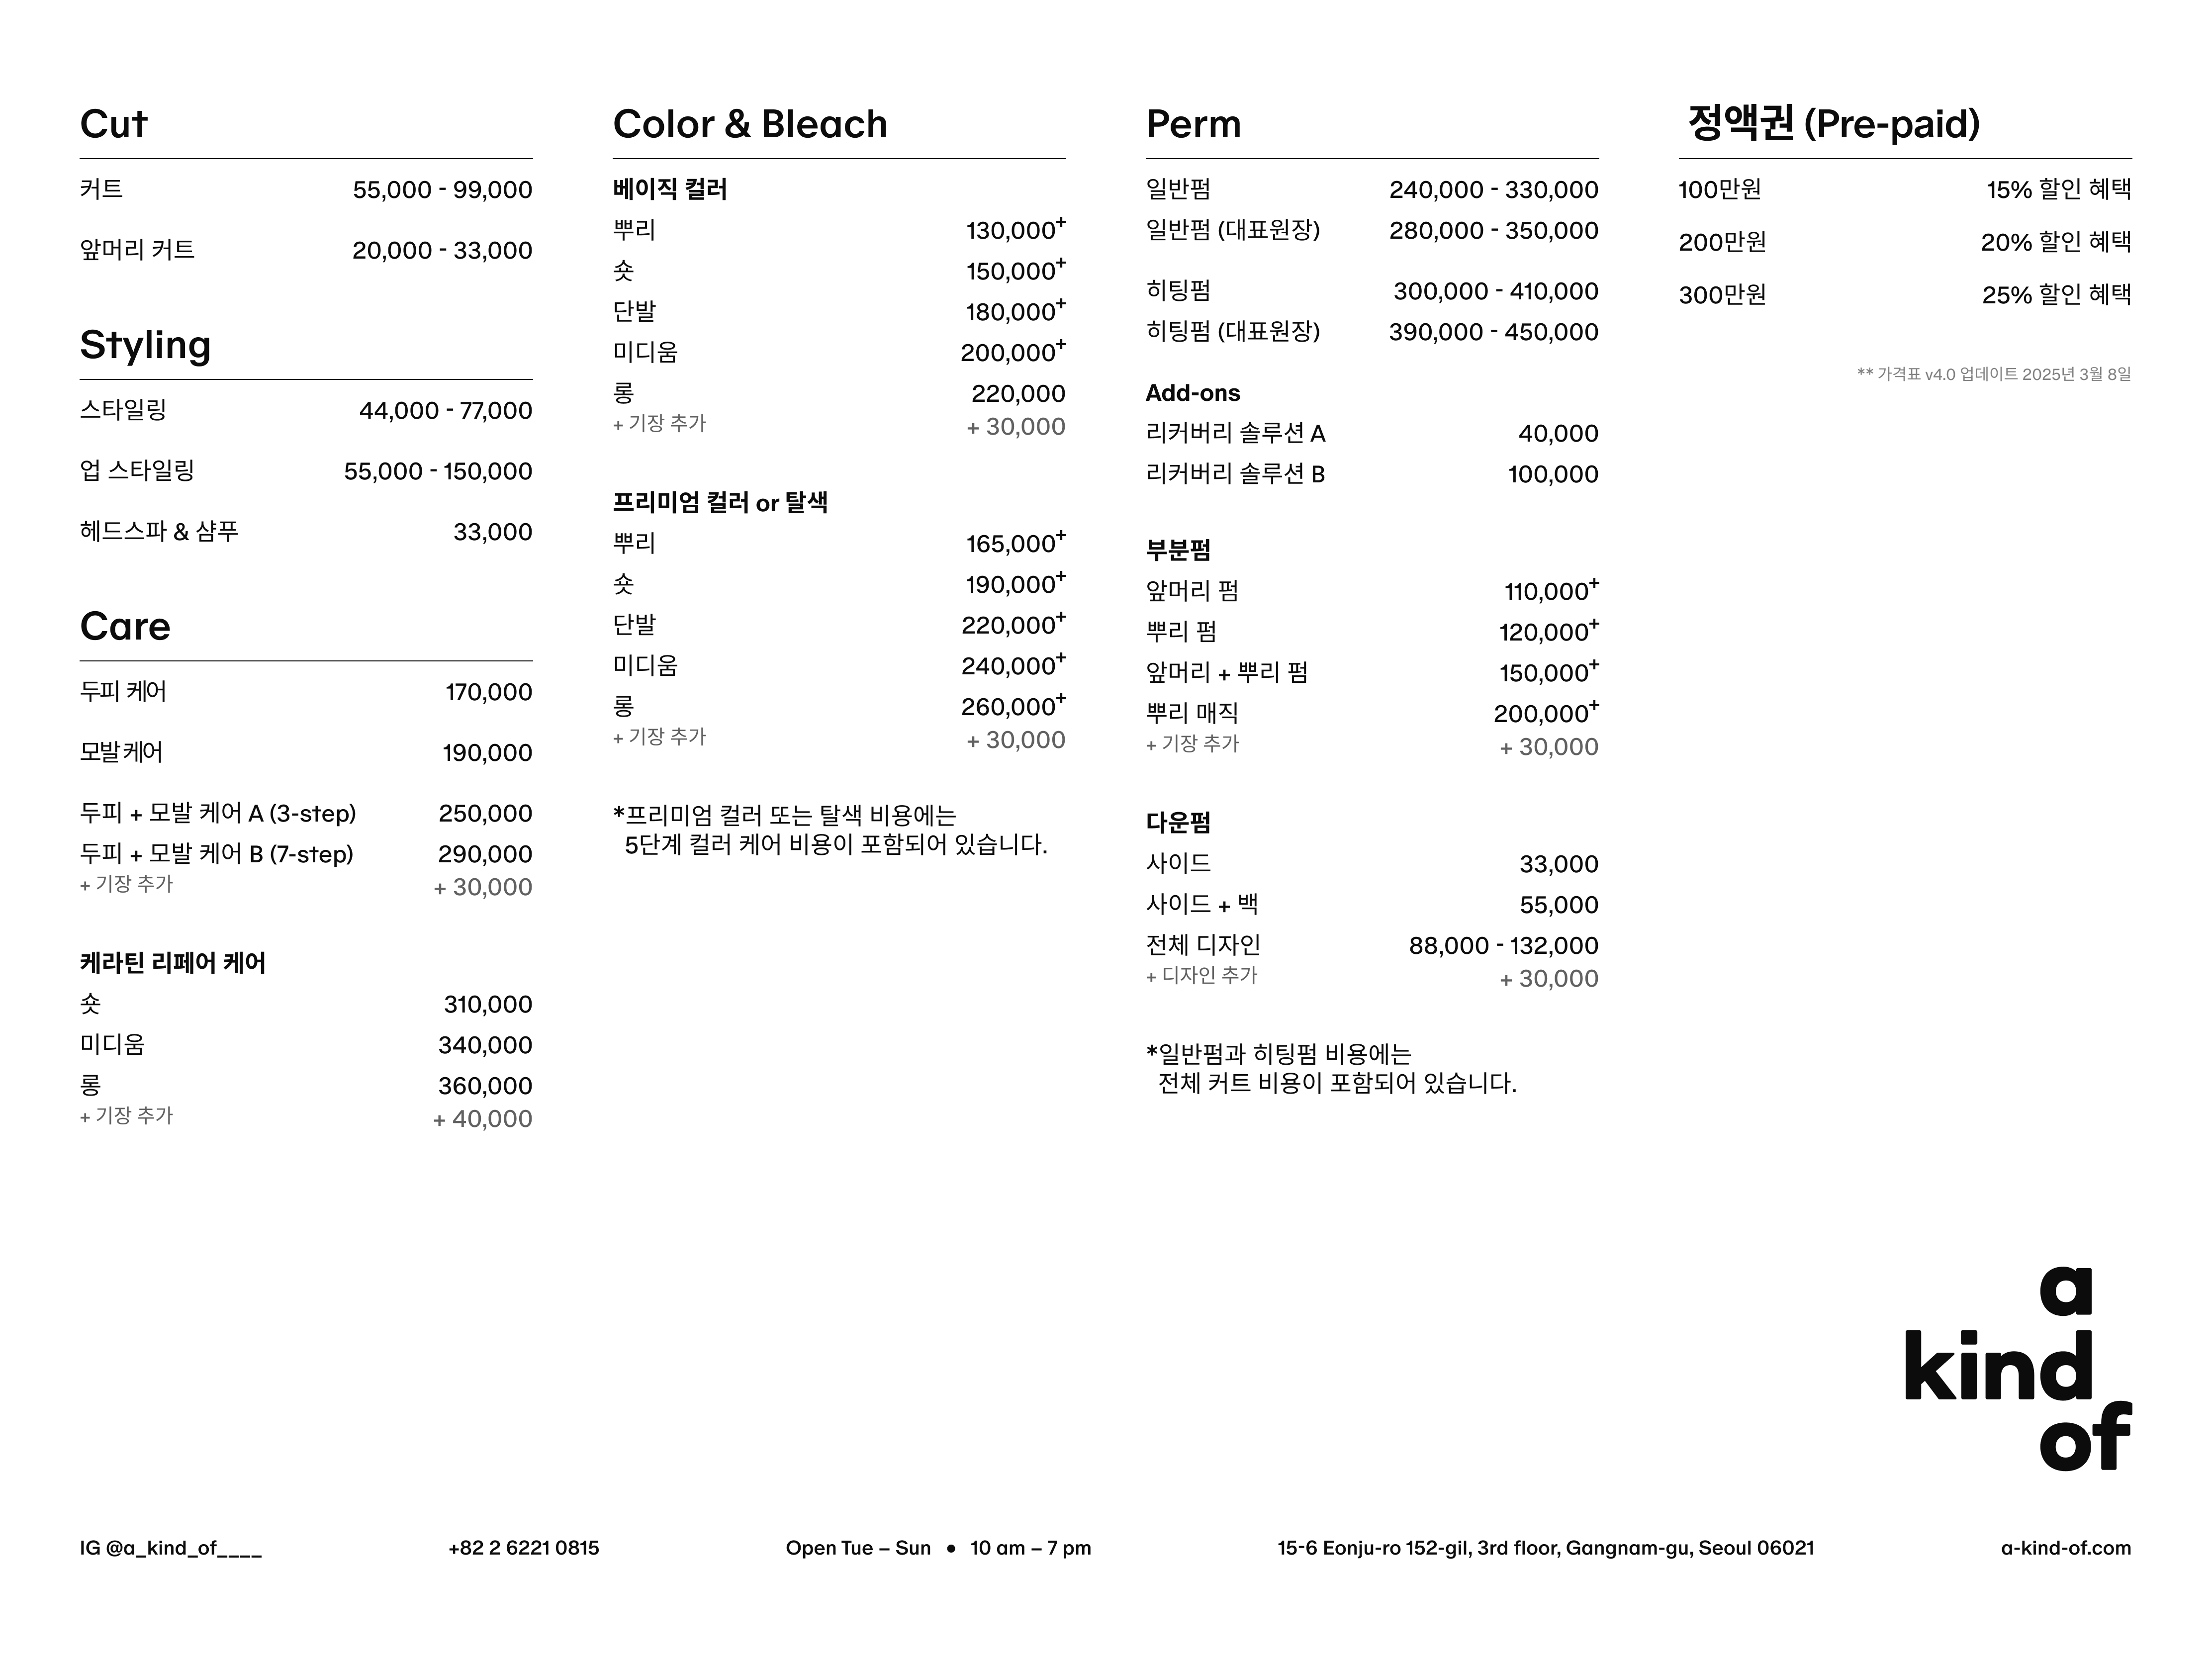 Cut
커트 55,000 - 99,000
앞머리 커트 20,000 - 33,000
Styling
스타일링 44,000 - 77,000
업 스타일링 55,000 - 150,000
헤드스파 & 샴푸 33,000
Care
두피 케어 170,000
모발 케어 190,000
두피 + 모발 케어 A (3-step) 250,000
두피 + 모발 케어 B (7-step) 290,000
+ 기장 추가 + 30,000
케라틴 리페어 케어
숏 310,000
미디움 340,000
롱 360,000
+ 기장 추가 + 40,000
Color & Bleach
베이직 컬러
뿌리 130,000+
숏 150,000+
단발 180,000+
미디움 200,000+
롱 220,000
+ 기장 추가 + 30,000
프리미엄 컬러 or 탈색
뿌리 165,000+
숏 190,000+
단발 220,000+
미디움 240,000+
롱 260,000+
+ 기장 추가 + 30,000
*프리미엄 컬러 또는 탈색 비용에는
5단계 컬러 케어 비용이 포함되어 있습니다.
Perm
일반펌 240,000 - 330,000
일반펌 (대표원장) 280,000 - 350,000
히팅펌 300,000 - 410,000
히팅펌 (대표원장) 390,000 - 450,000
Add-ons
리커버리 솔루션 A 40,000
리커버리 솔루션 B 100,000
부분펌
앞머리 펌 110,000+
뿌리 펌 120,000+
앞머리 + 뿌리 펌 150,000+
뿌리 매직 200,000+
+ 기장 추가 + 30,000
다운펌
사이드 33,000
사이드 + 백 55,000
전체 디자인 88,000 - 132,000
+ 디자인 추가 + 30,000
*일반펌과 히팅펌 비용에는
전체 커트 비용이 포함되어 있습니다.
정액권 (Pre-paid)
100만원 15% 할인 혜택
200만원 20% 할인 혜택
300만원 25% 할인 혜택
** 가격표 v4.0 업데이트 2025년 3월 8일
a
kind
of
IG @a_kind_of____ +82 2 6221 0815 Open Tue – Sun ● 10 am – 7 pm 15-6 Eonju-ro 152-gil, 3rd floor, Gangnam-gu, Seoul 06021 a-kind-of.com